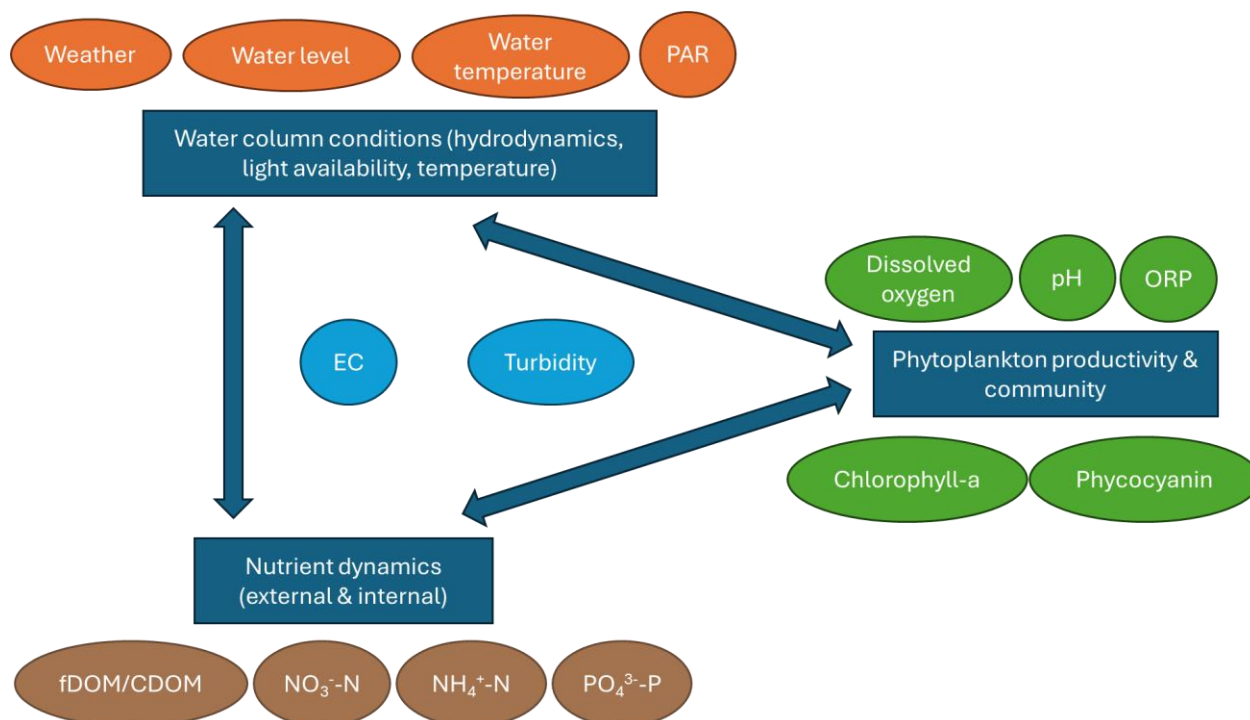 Weather
Water level
Water
temperature
PAR
Water column conditions (hydrodynamics,
light availability, temperature)
Dissolved
oxygen
pH
ORP
EC
Turbidity
Phytoplankton productivity &
community
Chlorophyll-a
Phycocyanin
Nutrient dynamics
(external & internal)
fDOM/CDOM
NO₃⁻-N
NH₄⁺-N
PO₄³⁻-P